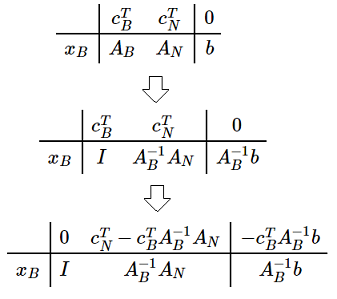 $c_B^T$ $c_N^T$ $0$
$x_B$ $A_B$ $A_N$ $b$
$c_B^T$ $c_N^T$ $0$
$x_B$ $I$ $A_B^{-1}A_N$ $A_B^{-1}b$
$0$ $c_N^T - c_B^T A_B^{-1} A_N$ $-c_B^T A_B^{-1} b$
$x_B$ $I$ $A_B^{-1}A_N$ $A_B^{-1}b$